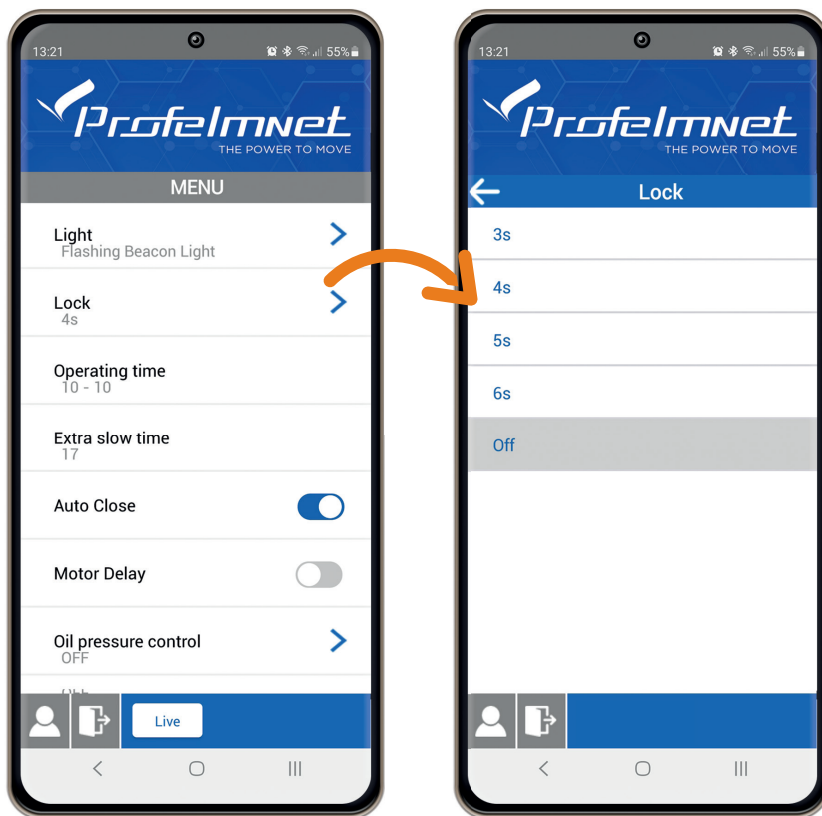 13:21
55%
Profelmnet
THE POWER TO MOVE
MENU
Light
Flashing Beacon Light
Lock
4s
Operating time
10 - 10
Extra slow time
17
Auto Close
Motor Delay
Oil pressure control
OFF
Live
13:21
55%
Profelmnet
THE POWER TO MOVE
Lock
3s
4s
5s
6s
Off